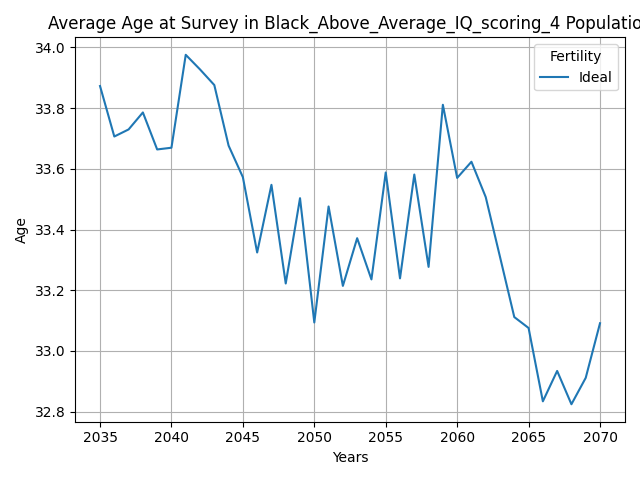 Average Age at Survey in Black_Above_Average_IQ_scoring_4 Populatio
Fertility
Ideal
34.0
33.8
33.6
33.4
33.2
33.0
32.8
Age
2035 2040 2045 2050 2055 2060 2065 2070
Years